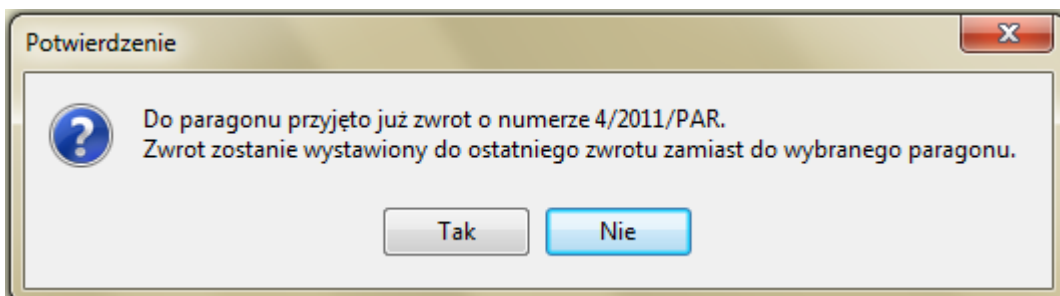 Potwierdzenie
Do paragonu przyjęto już zwrot o numerze 4/2011/PAR.
Zwrot zostanie wystawiony do ostatniego zwrotu zamiast do wybranego paragonu.
Tak
Nie